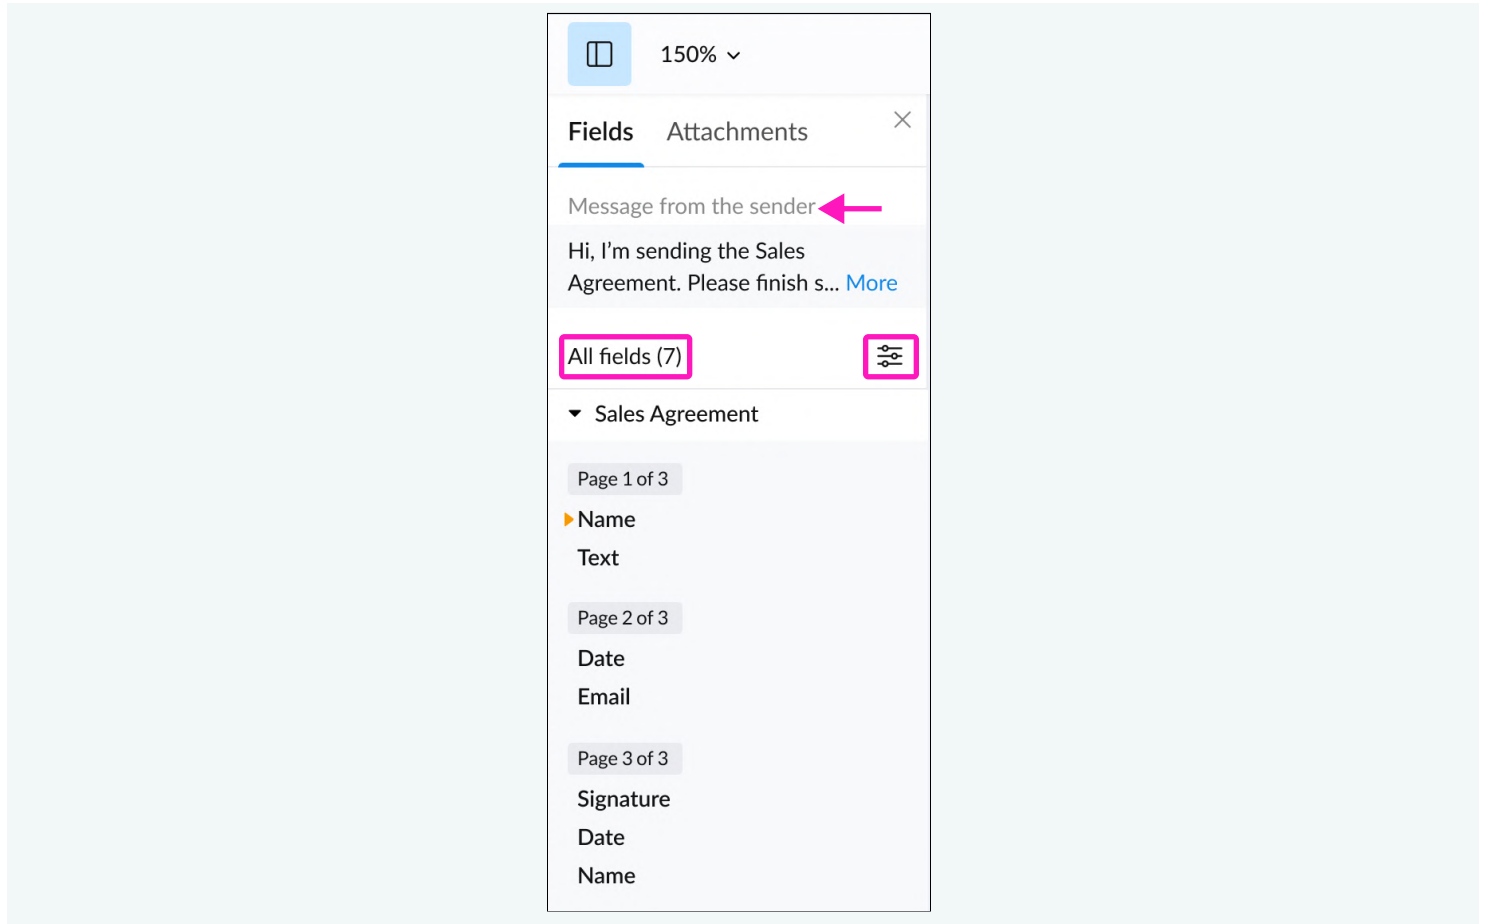 150%
Fields Attachments
Message from the sender
Hi, I’m sending the Sales
Agreement. Please finish s... More
All fields (7)
Sales Agreement
Page 1 of 3
Name
Text
Page 2 of 3
Date
Email
Page 3 of 3
Signature
Date
Name